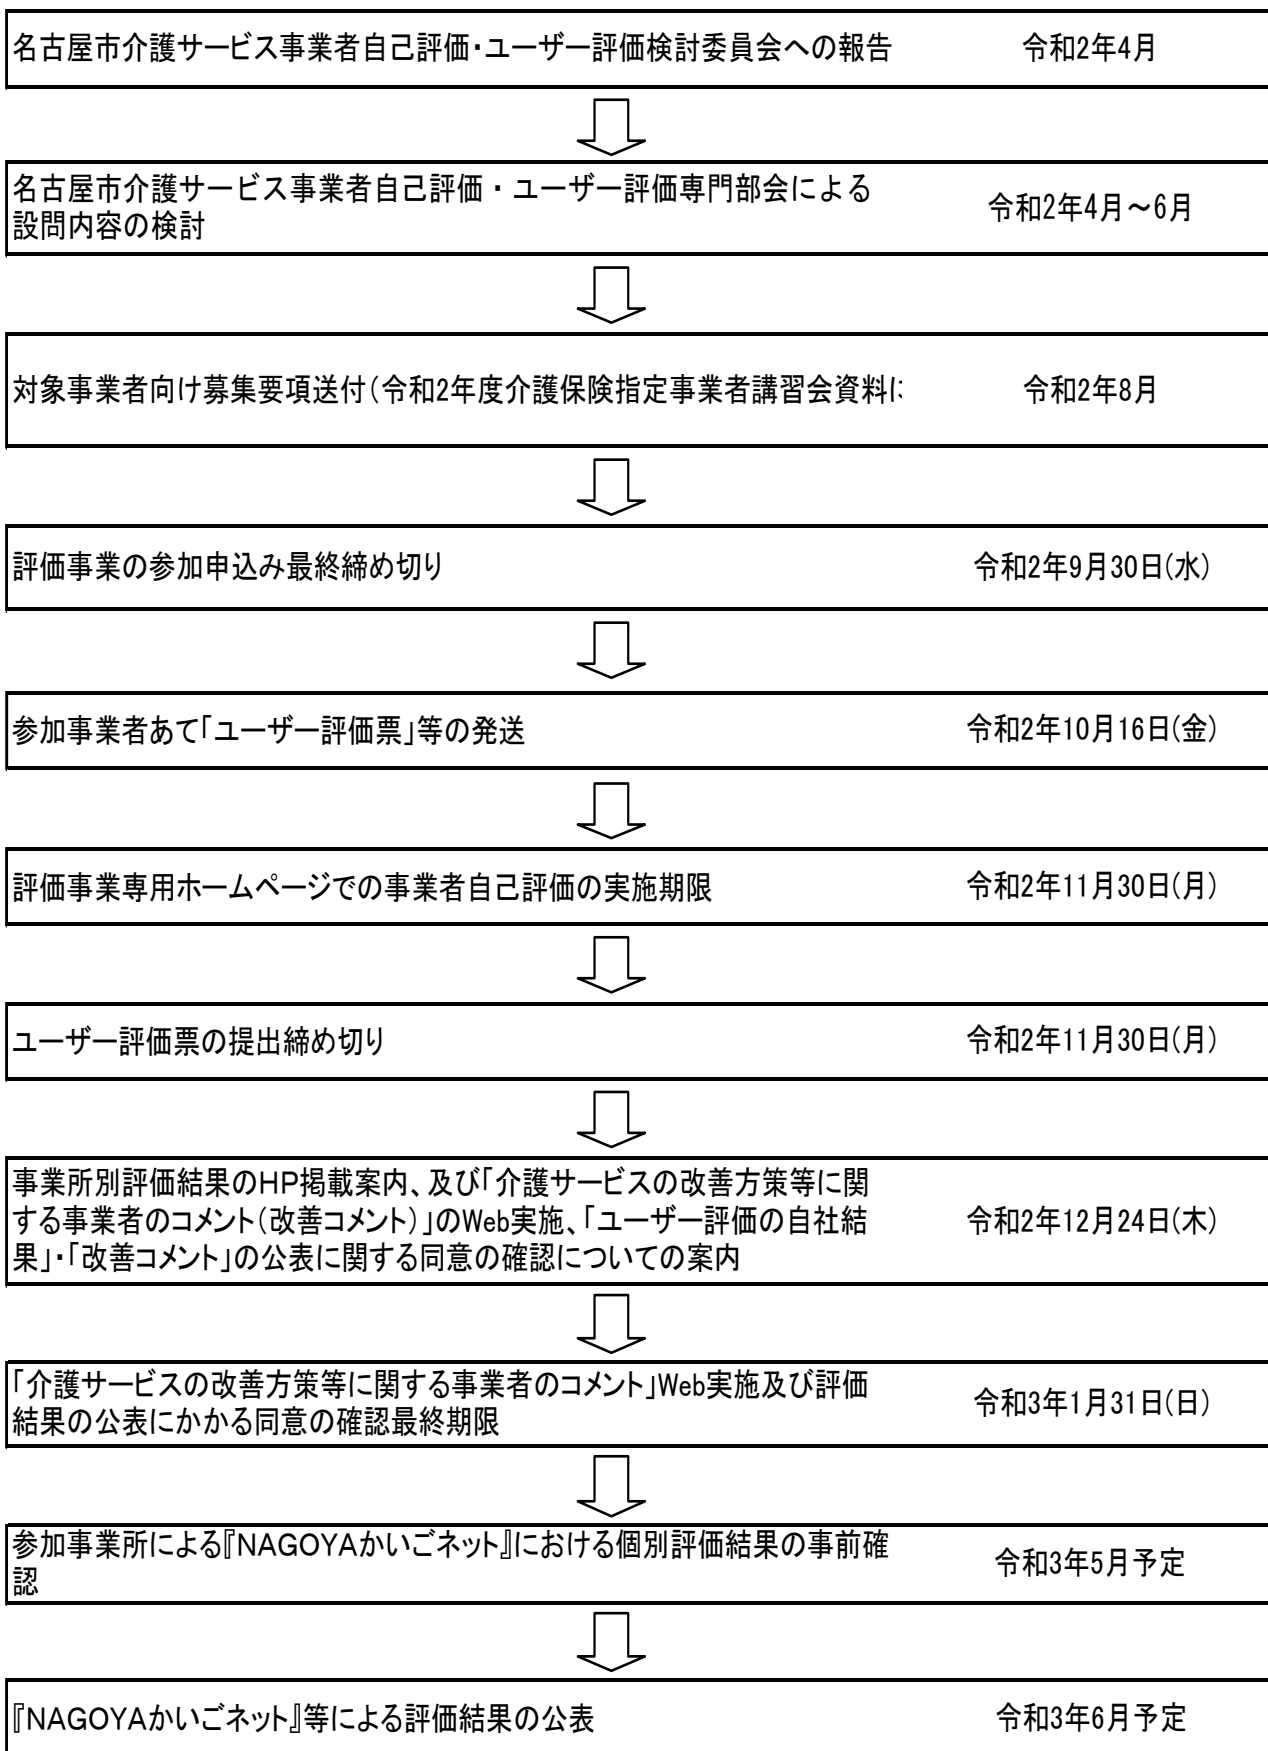 名古屋市介護サービス事業者自己評価・ユーザー評価検討委員会への報告 令和2年4月
名古屋市介護サービス事業者自己評価・ユーザー評価専門部会による
設問内容の検討
令和2年4月～6月
対象事業者向け募集要項送付（令和2年度介護保険指定事業者講習会資料 令和2年8月
評価事業の参加申込み最終締め切り 令和2年9月30日(水)
参加事業者あて「ユーザー評価票」等の発送 令和2年10月16日(金)
評価事業専用ホームページでの事業者自己評価の実施期限 令和2年11月30日(月)
ユーザー評価票の提出締め切り 令和2年11月30日(月)
事業所別評価結果のHP掲載案内、及び「介護サービスの改善方策等に関
する事業者のコメント（改善コメント）」のWeb実施、「ユーザー評価の自社結
果」・「改善コメント」の公表に関する同意の確認についての案内
令和2年12月24日(木)
「介護サービスの改善方策等に関する事業者のコメント」Web実施及び評価
結果の公表にかかる同意の確認最終期限
令和3年1月31日(日)
参加事業所による『NAGOYAかいごネット』における個別評価結果の事前確
認
令和3年5月予定
『NAGOYAかいごネット』等による評価結果の公表 令和3年6月予定